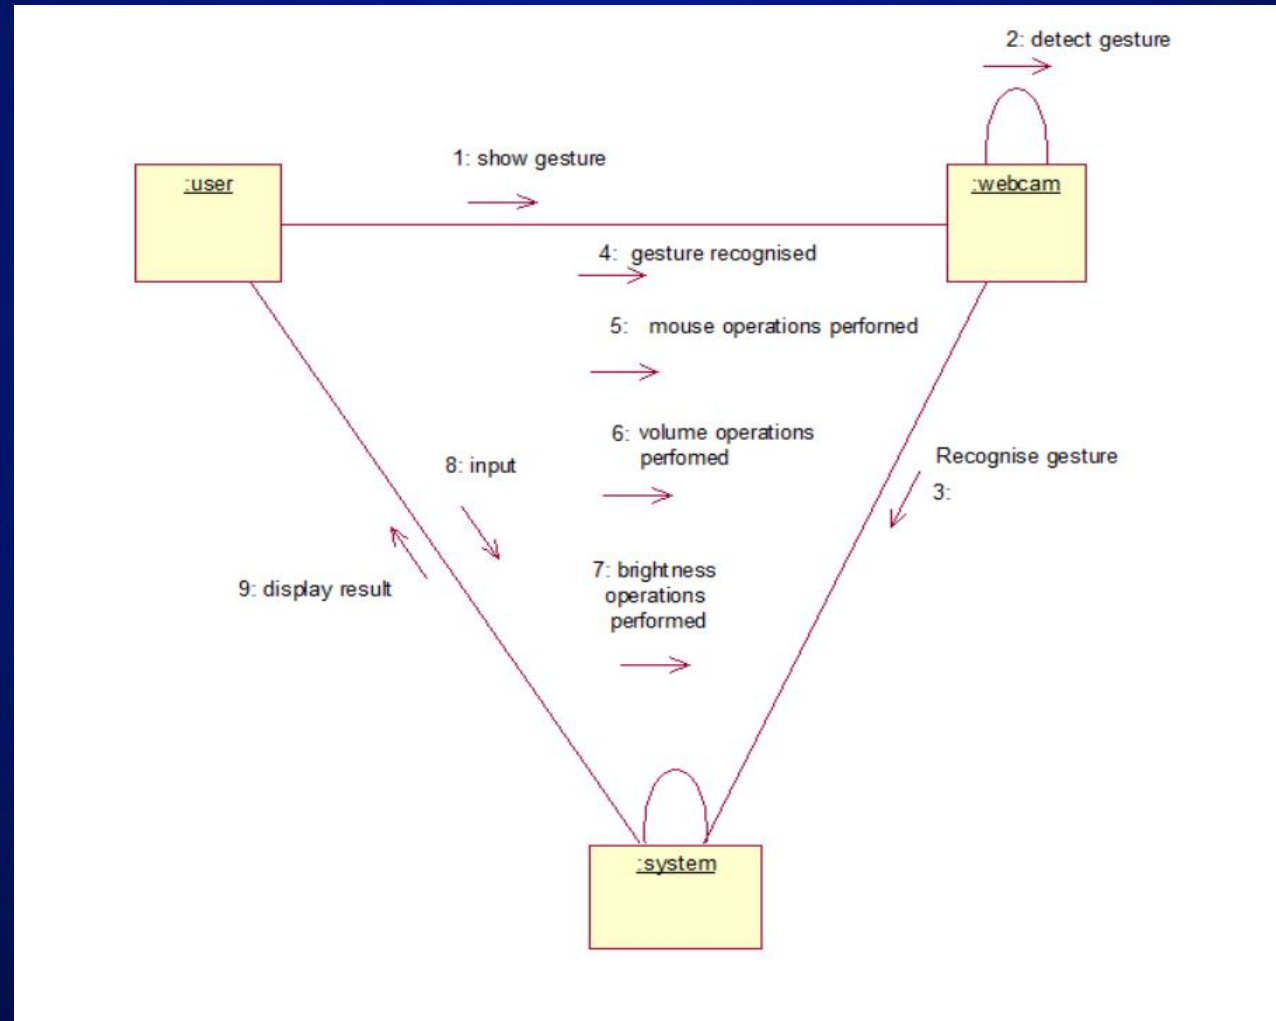 2: detect gesture
1: show gesture
:user
:webcam
4: gesture recognised
5: mouse operations perforned
6: volume operations
perfomed
8: input
Recognise gesture
3:
7: brightness
operations
performed
9: display result
:system